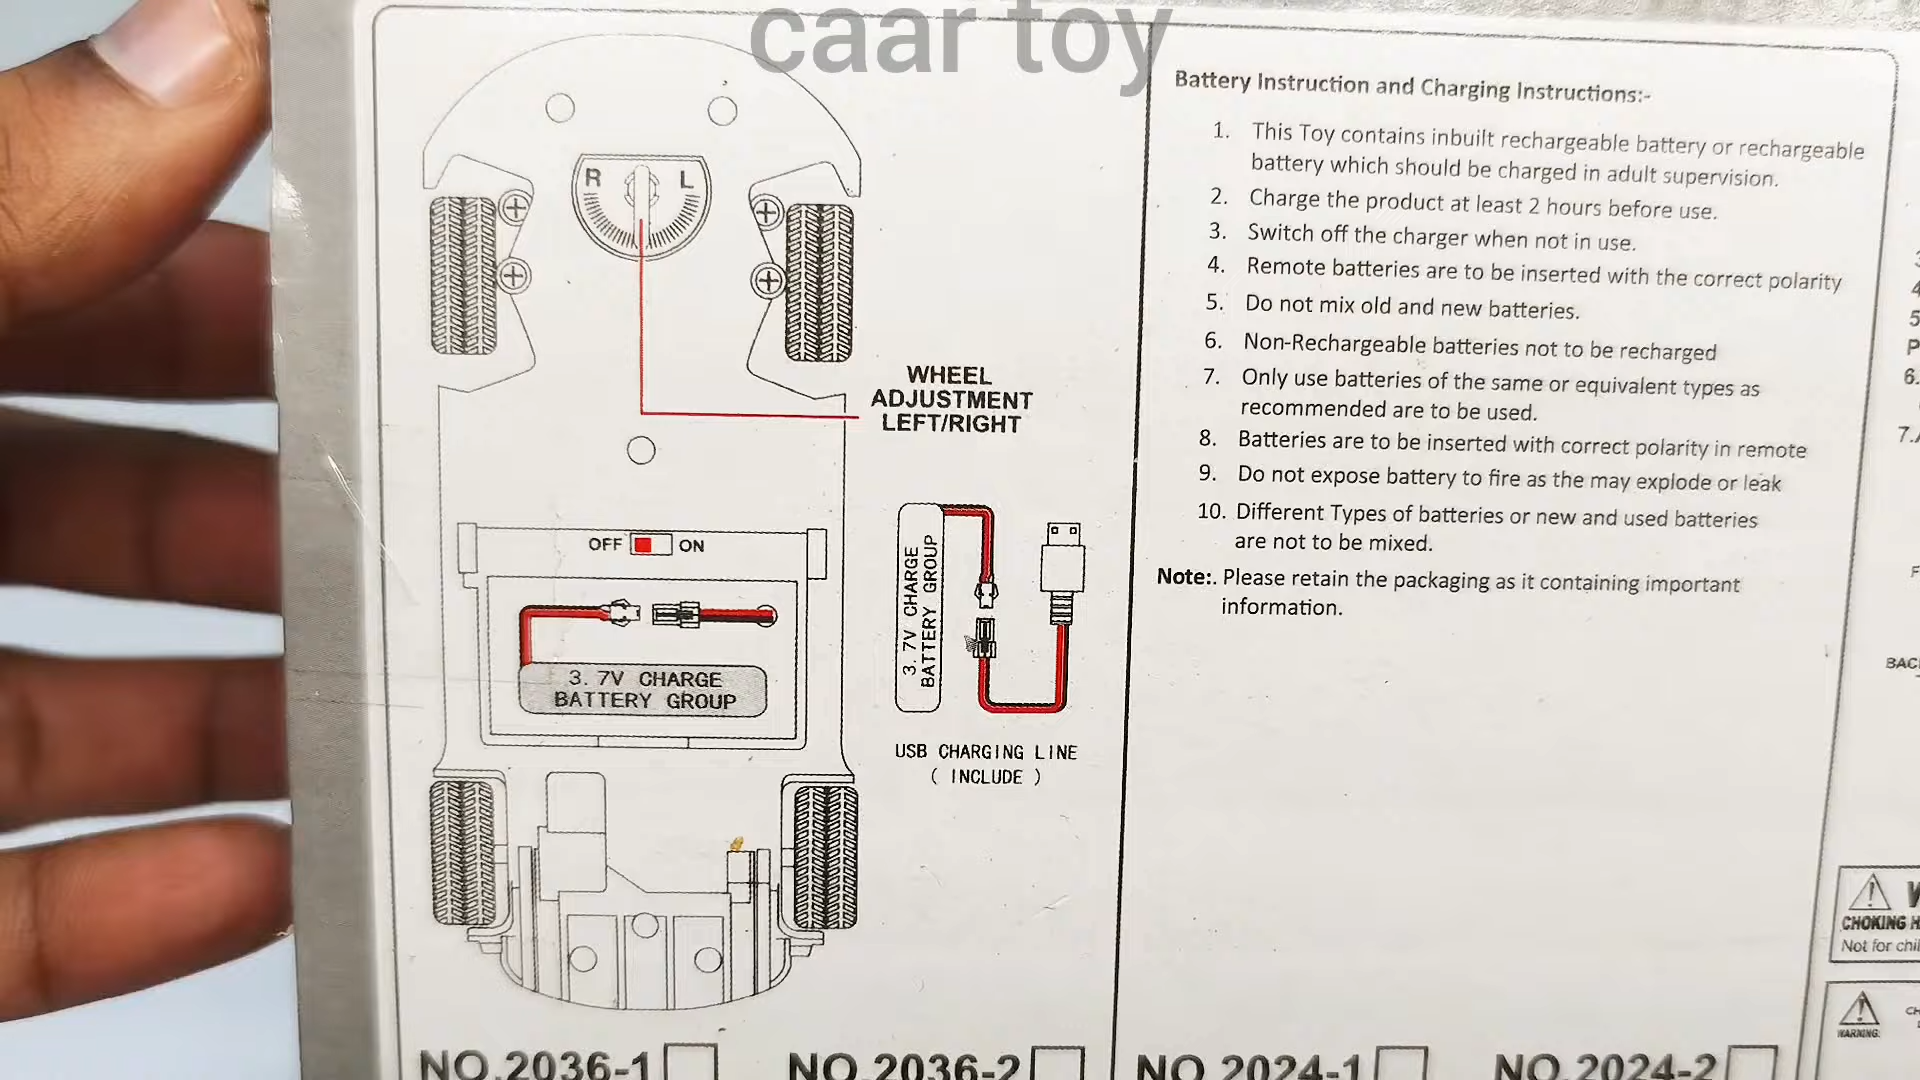 caar toy
R L
WHEEL
ADJUSTMENT
LEFT/RIGHT
OFF ON
3. 7V CHARGE
BATTERY GROUP
3. 7V CHARGE
BATTERY GROUP
USB CHARGING LINE
( INCLUDE )
Battery Instruction and Charging Instructions:-
1. This Toy contains inbuilt rechargeable battery or rechargeable
battery which should be charged in adult supervision.
2. Charge the product at least 2 hours before use.
3. Switch off the charger when not in use.
4. Remote batteries are to be inserted with the correct polarity
5. Do not mix old and new batteries.
6. Non-Rechargeable batteries not to be recharged
7. Only use batteries of the same or equivalent types as
recommended are to be used.
8. Batteries are to be inserted with correct polarity in remote
9. Do not expose battery to fire as the may explode or leak
10. Different Types of batteries or new and used batteries
are not to be mixed.
Note:. Please retain the packaging as it containing important
information.
5
6.
7.
CHOKING
Not for
WARNING:
NO.2036-1 NO.2036-2 NO.2024-1 NO.2024-2